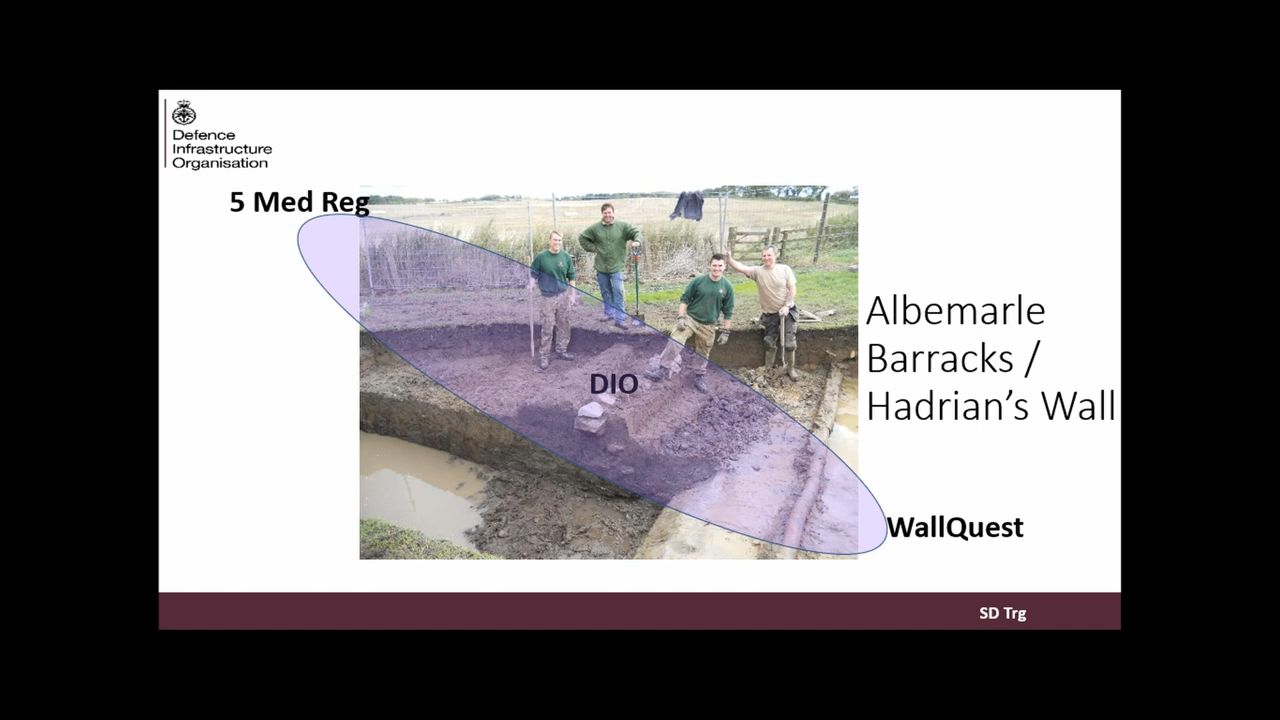 Defence
Infrastructure
Organisation
5 Med Reg
DIO
Albemarle
Barracks /
Hadrian’s Wall
WallQuest
SD Trg